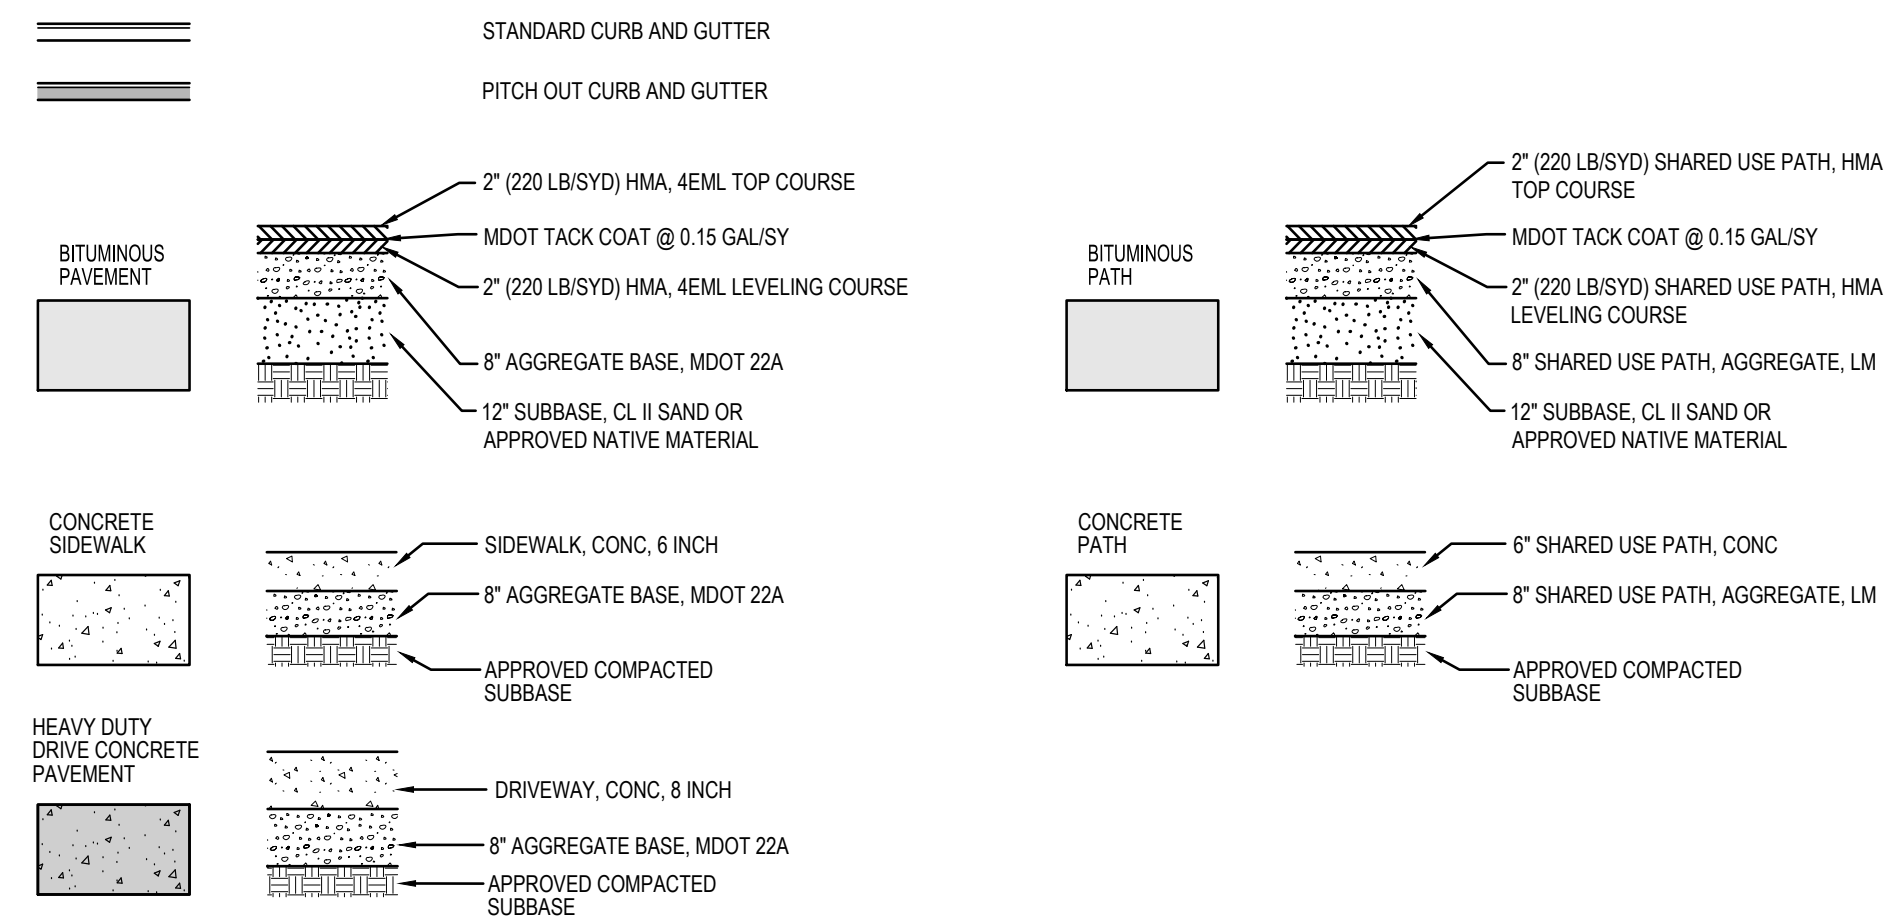 STANDARD CURB AND GUTTER
PITCH OUT CURB AND GUTTER
BITUMINOUS
PAVEMENT
2" (220 LB/SYD) HMA, 4EML TOP COURSE
MDOT TACK COAT @ 0.15 GAL/SY
2" (220 LB/SYD) HMA, 4EML LEVELING COURSE
8" AGGREGATE BASE, MDOT 22A
12" SUBBASE, CL II SAND OR
APPROVED NATIVE MATERIAL
BITUMINOUS
PATH
2" (220 LB/SYD) SHARED USE PATH, HMA
TOP COURSE
MDOT TACK COAT @ 0.15 GAL/SY
2" (220 LB/SYD) SHARED USE PATH, HMA
LEVELING COURSE
8" SHARED USE PATH, AGGREGATE, LM
12" SUBBASE, CL II SAND OR
APPROVED NATIVE MATERIAL
CONCRETE
SIDEWALK
SIDEWALK, CONC, 6 INCH
8" AGGREGATE BASE, MDOT 22A
APPROVED COMPACTED
SUBBASE
CONCRETE
PATH
6" SHARED USE PATH, CONC
8" SHARED USE PATH, AGGREGATE, LM
APPROVED COMPACTED
SUBBASE
HEAVY DUTY
DRIVE CONCRETE
PAVEMENT
DRIVEWAY, CONC, 8 INCH
8" AGGREGATE BASE, MDOT 22A
APPROVED COMPACTED
SUBBASE